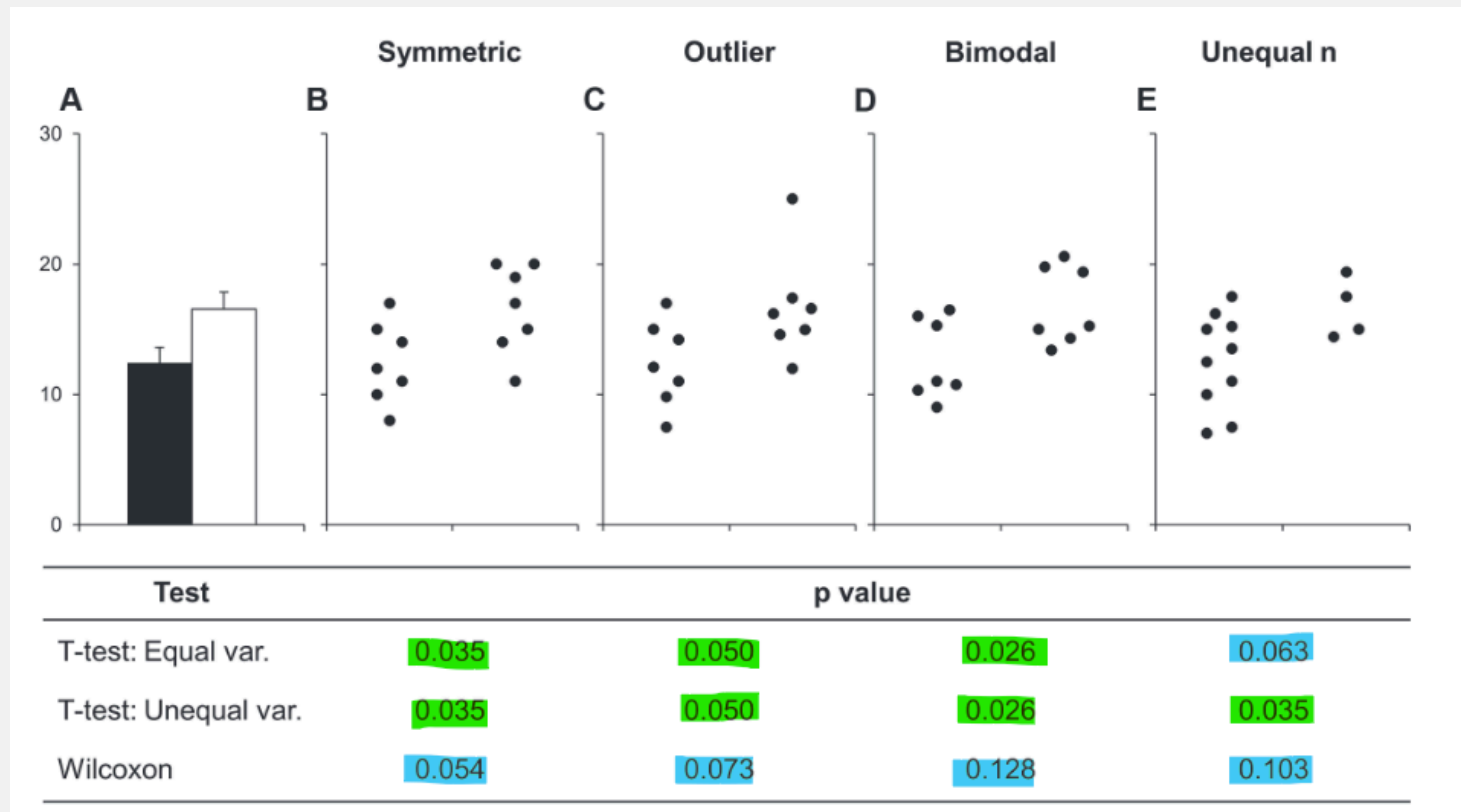 Symmetric Outlier Bimodal Unequal n
A B C D E
30
20
10
0
Test p value
T-test: Equal var. 0.035 0.050 0.026 0.063
T-test: Unequal var. 0.035 0.050 0.026 0.035
Wilcoxon 0.054 0.073 0.128 0.103